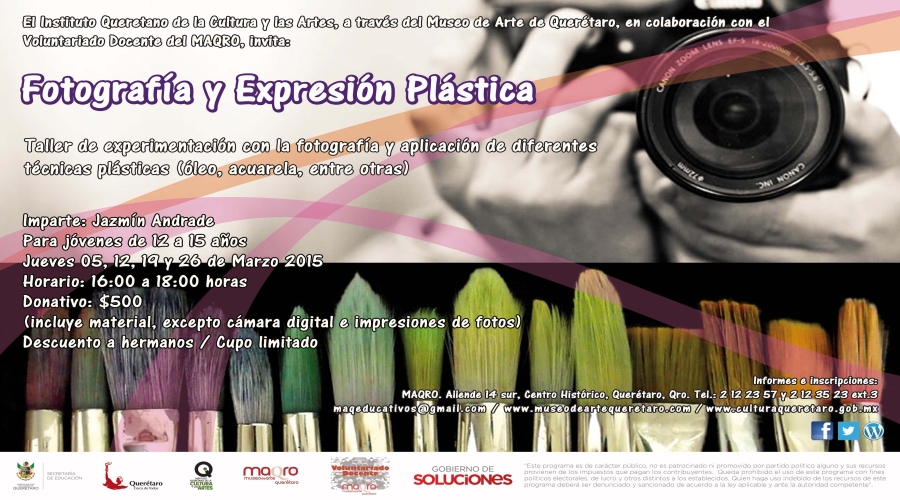 El Instituto Queretano de la Cultura y las Artes, a través del Museo de Arte de Querétaro, en colaboración con el
Voluntariado Docente del MAQRO, invita:
Fotografía y Expresión Plástica
Taller de experimentación con la fotografía y aplicación de diferentes
técnicas plásticas (óleo, acuarela, entre otras)
CANON ZOOM LENS EF-S
CANON INC.
Ø72mm
Imparte: Jazmín Andrade
Para jóvenes de 12 a 15 años
Jueves 05, 12, 19 y 26 de Marzo 2015
Horario: 16:00 a 18:00 horas
Donativo: $500
(incluye material, excepto cámara digital e impresiones de fotos)
Descuento a hermanos / Cupo limitado
Informes e inscripciones:
MAQRO. Allende 14 sur, Centro Histórico, Querétaro, Qro. Tel.: 2 12 23 57 y 2 12 35 23 ext.3
maqeducativos@gmail.com / www.museodeartequeretaro.com / www.culturaqueretaro.gob.mx
QUERÉTARO
SECRETARÍA
DE EDUCACIÓN
Querétaro
CULTURA
ARTES
maqro
museodearte
querétaro
Voluntariado
Docente
maqro
GOBIERNO DE
SOLUCIONES
"Este programa es de carácter público, no es patrocinado ni promovido por partido político alguno y sus recursos
provienen de los impuestos que pagan los contribuyentes. Queda prohibido el uso de este programa con fines
políticos electorales, de lucro y otros distintos a los establecidos. Quien haga uso indebido de los recursos de este
programa deberá ser denunciado y sancionado de acuerdo a la ley aplicable y ante la autoridad competente".